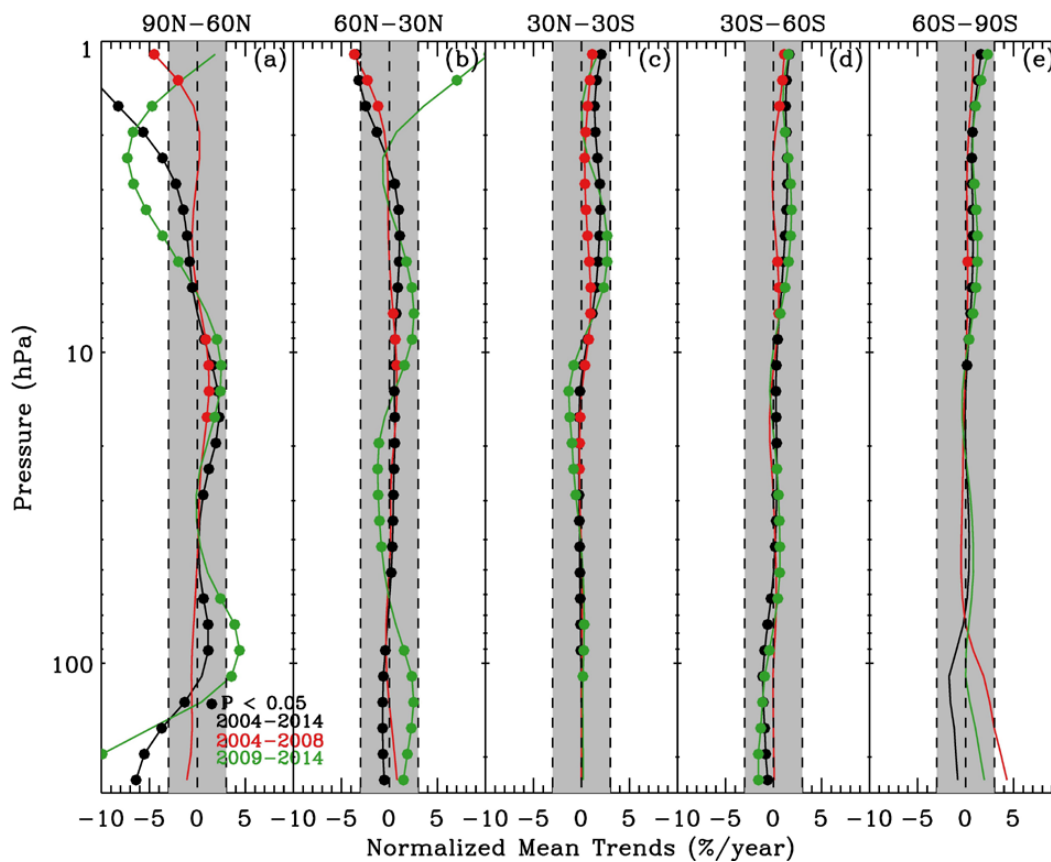 90N-60N 60N-30N 30N-30S 30S-60S 60S-90S
(a) (b) (c) (d) (e)
1
10
100
Pressure (hPa)
P < 0.05
2004-2014
2004-2008
2009-2014
-10 -5 0 5 -10 -5 0 5 -10 -5 0 5 -10 -5 0 5 -10 -5 0 5
Normalized Mean Trends (%/year)